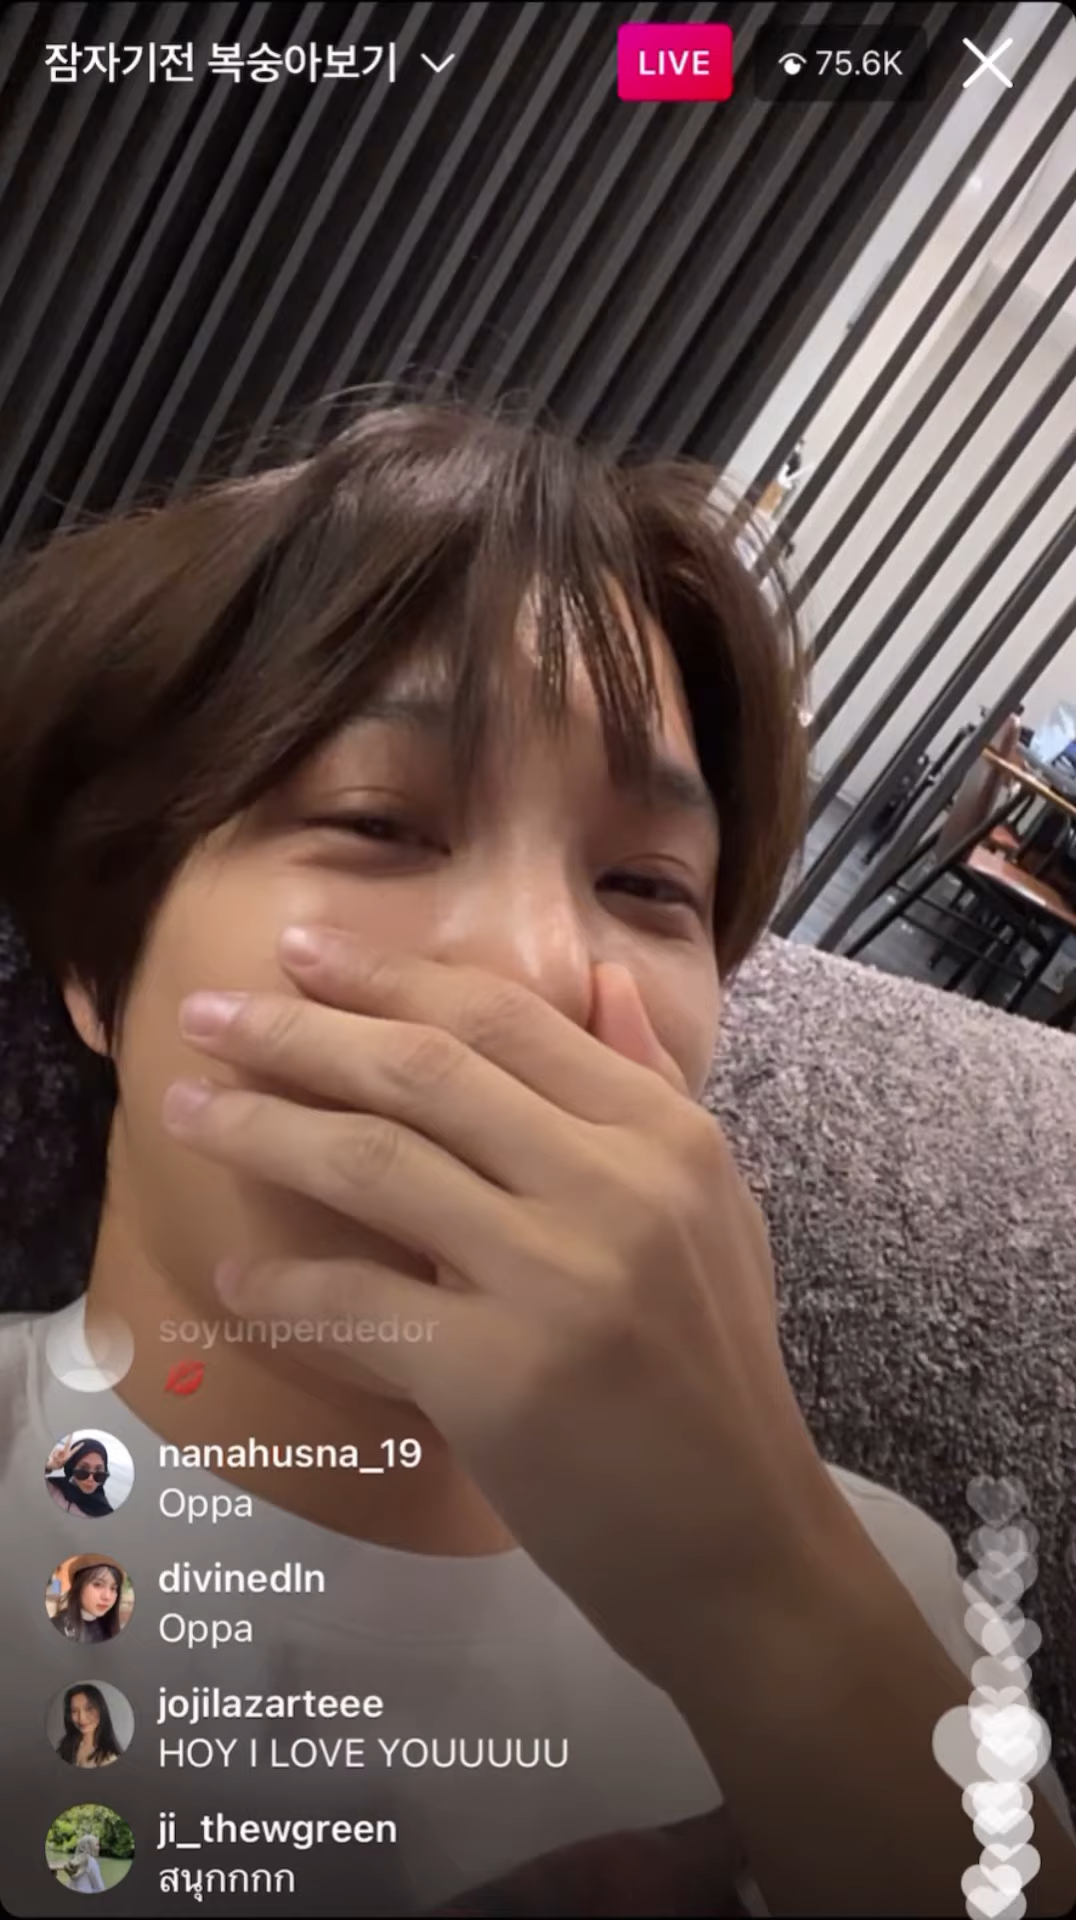 잠자기전 복숭아보기
LIVE
75.6K
soyunperdedor
💋
nanahusna_19
Oppa
divinedln
Oppa
jojilazarteee
HOY I LOVE YOUUUUU
ji_thewgreen
สนุกกกก